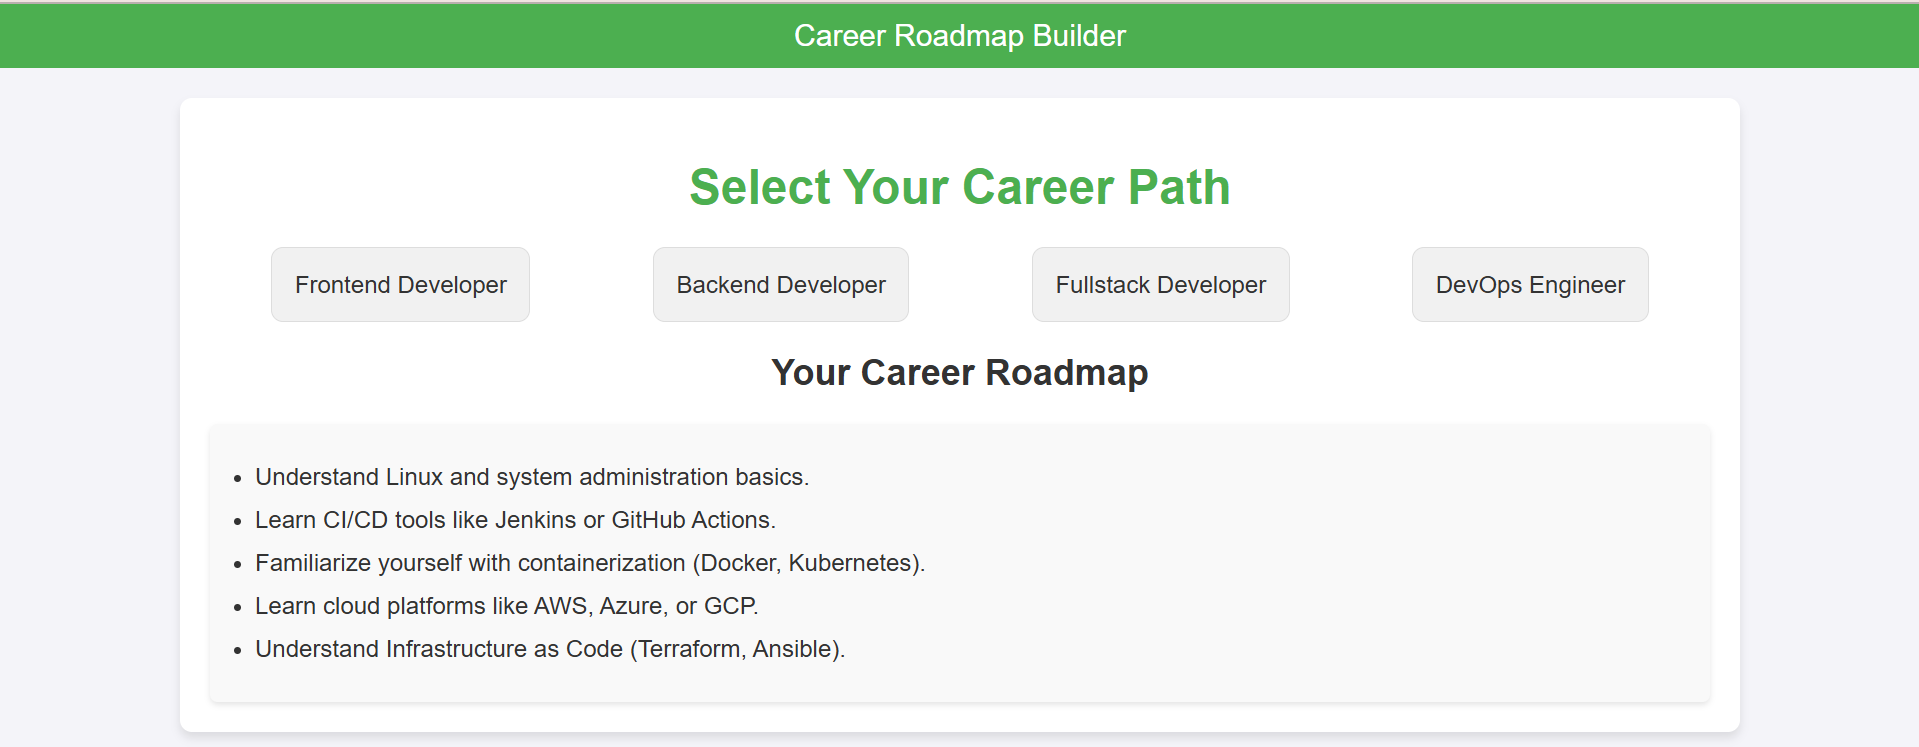 Career Roadmap Builder
Select Your Career Path
Frontend Developer
Backend Developer
Fullstack Developer
DevOps Engineer
Your Career Roadmap
• Understand Linux and system administration basics.
• Learn CI/CD tools like Jenkins or GitHub Actions.
• Familiarize yourself with containerization (Docker, Kubernetes).
• Learn cloud platforms like AWS, Azure, or GCP.
• Understand Infrastructure as Code (Terraform, Ansible).